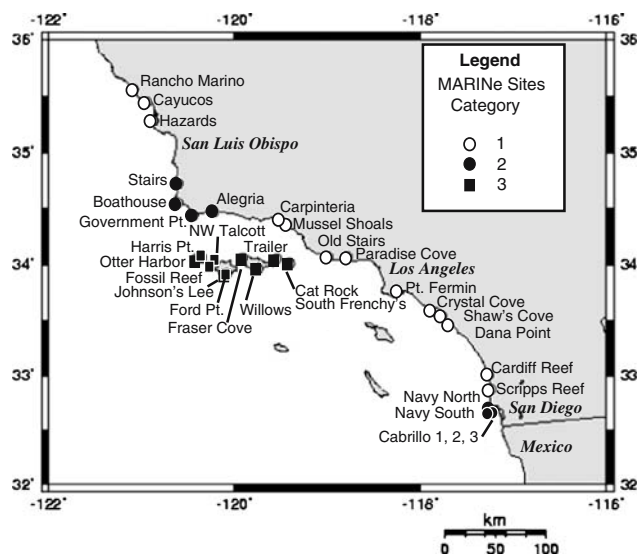 -122° -120° -118° -116°
36°
Legend
MARINe Sites
Category
1
2
3
Rancho Marino
Cayucos
Hazards
35°
San Luis Obispo
Stairs
Boathouse
Alegria
Government Pt.
Carpinteria
Mussel Shoals
NW Talcott
Old Stairs
Harris Pt.
Trailer
Paradise Cove
34°
Otter Harbor
Los Angeles
Fossil Reef
Johnson's Lee
Cat Rock
Pt. Fermin
South Frenchy's
Ford Pt.
Willows
Crystal Cove
Fraser Cove
Shaw's Cove
Dana Point
33°
Cardiff Reef
Scripps Reef
Navy North
San Diego
Navy South
Cabrillo 1, 2, 3
Mexico
32°
36°
35°
34°
33°
32°
-122° -120° -118° -116°
km
0 50 100